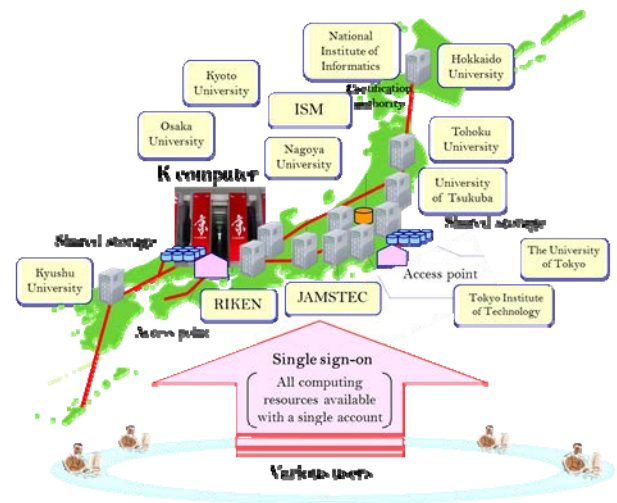 National
Institute of
Informatics
Hokkaido
University
Kyoto
University
Certification
authority
ISM
Osaka
University
Tohoku
University
Nagoya
University
K computer
京
京
University
of Tsukuba
Shared storage
Shared storage
The University
of Tokyo
Kyushu
University
Access point
RIKEN
JAMSTEC
Tokyo Institute
of Technology
Access point
Single sign-on
All computing
resources available
with a single account
Various users